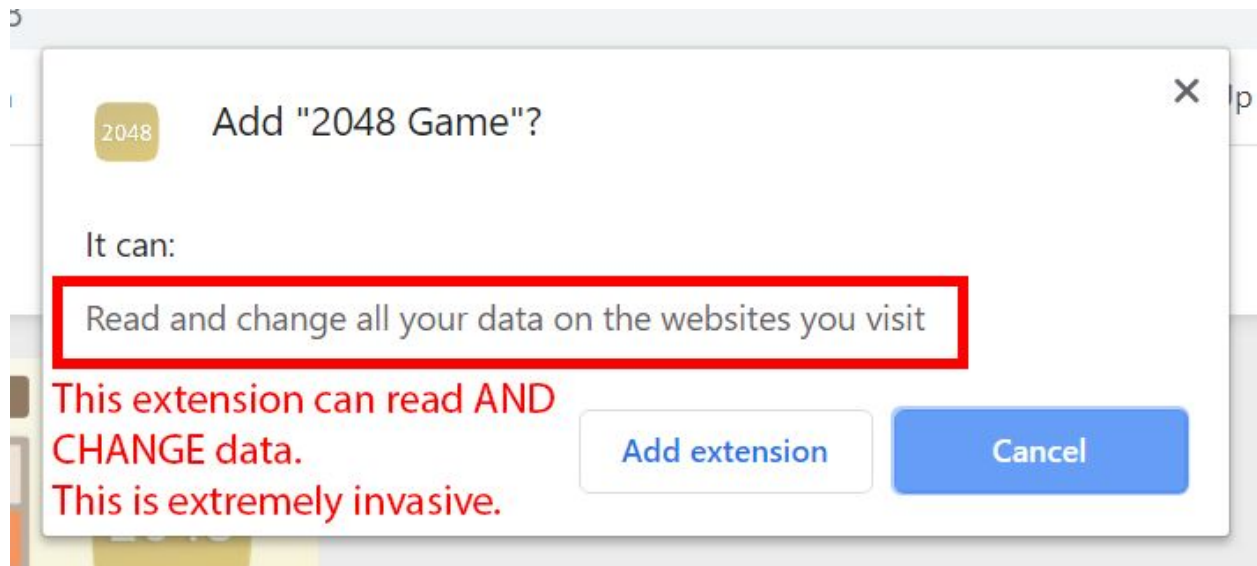 Add "2048 Game"?
2048
It can:
Read and change all your data on the websites you visit
This extension can read AND
CHANGE data.
This is extremely invasive.
Add extension
Cancel